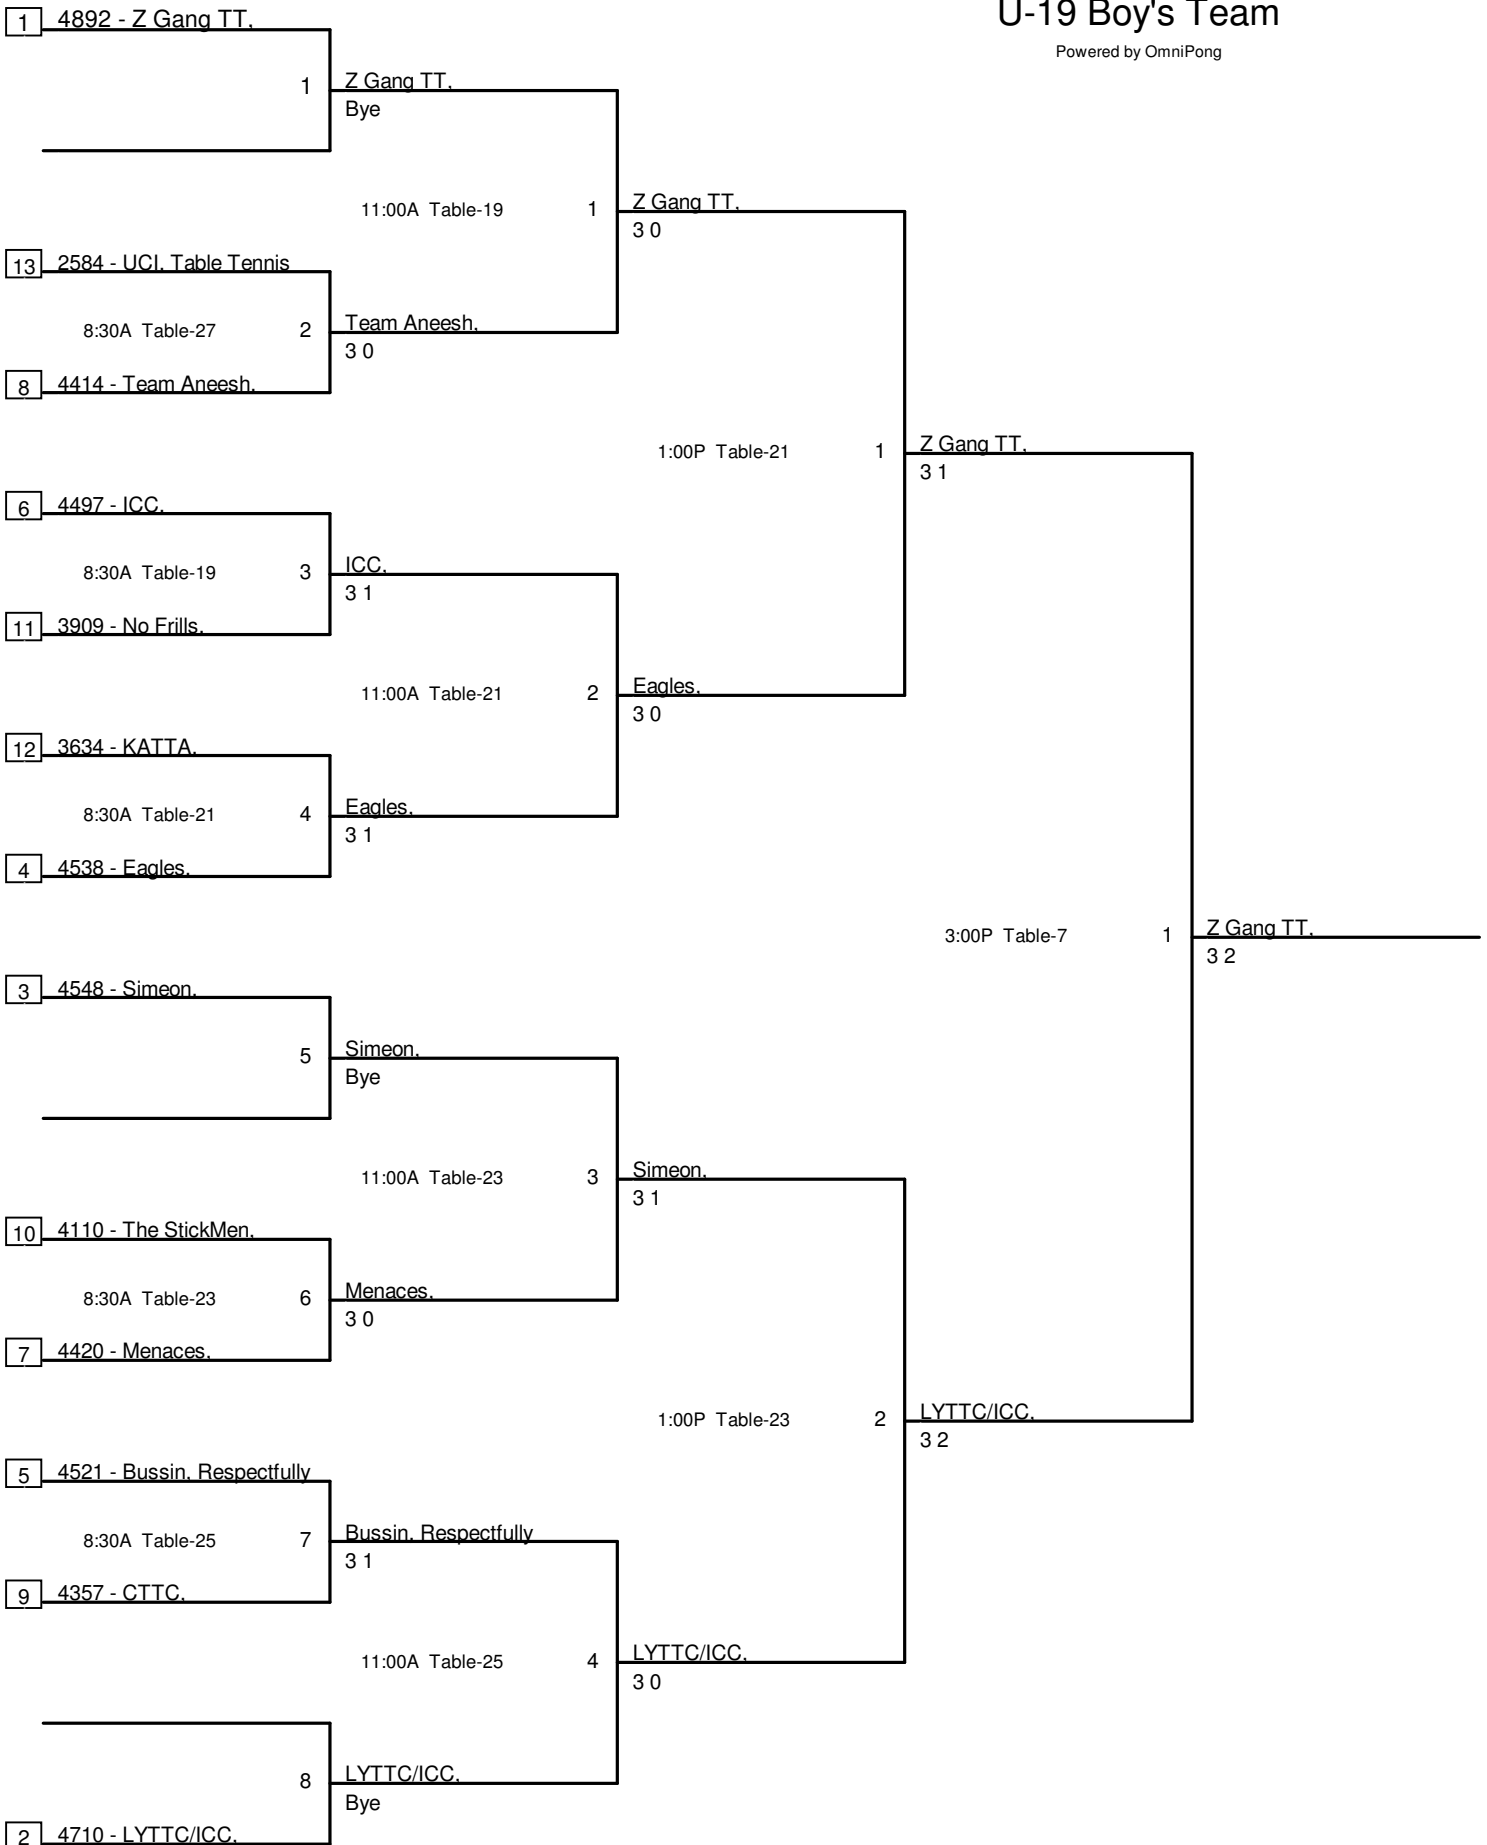 U-19 Boy's Team
Powered by OmniPong
1 4892 - Z Gang TT,
1 Z Gang TT,
Bye
11:00A Table-19 1 Z Gang TT,
3 0
13 2584 - UCI, Table Tennis
8:30A Table-27 2 Team Aneesh,
3 0
8 4414 - Team Aneesh,
1:00P Table-21 1 Z Gang TT,
3 1
6 4497 - ICC,
8:30A Table-19 3 ICC,
3 1
11 3909 - No Frills,
11:00A Table-21 2 Eagles,
3 0
12 3634 - KATTA,
8:30A Table-21 4 Eagles,
3 1
4 4538 - Eagles,
3:00P Table-7 1 Z Gang TT,
3 2
3 4548 - Simeon,
5 Simeon,
Bye
11:00A Table-23 3 Simeon,
3 1
10 4110 - The StickMen,
8:30A Table-23 6 Menaces,
3 0
7 4420 - Menaces,
1:00P Table-23 2 LYTTC/ICC,
3 2
5 4521 - Bussin, Respectfully
8:30A Table-25 7 Bussin, Respectfully
3 1
9 4357 - CTTC,
11:00A Table-25 4 LYTTC/ICC,
3 0
8 LYTTC/ICC,
Bye
2 4710 - LYTTC/ICC,